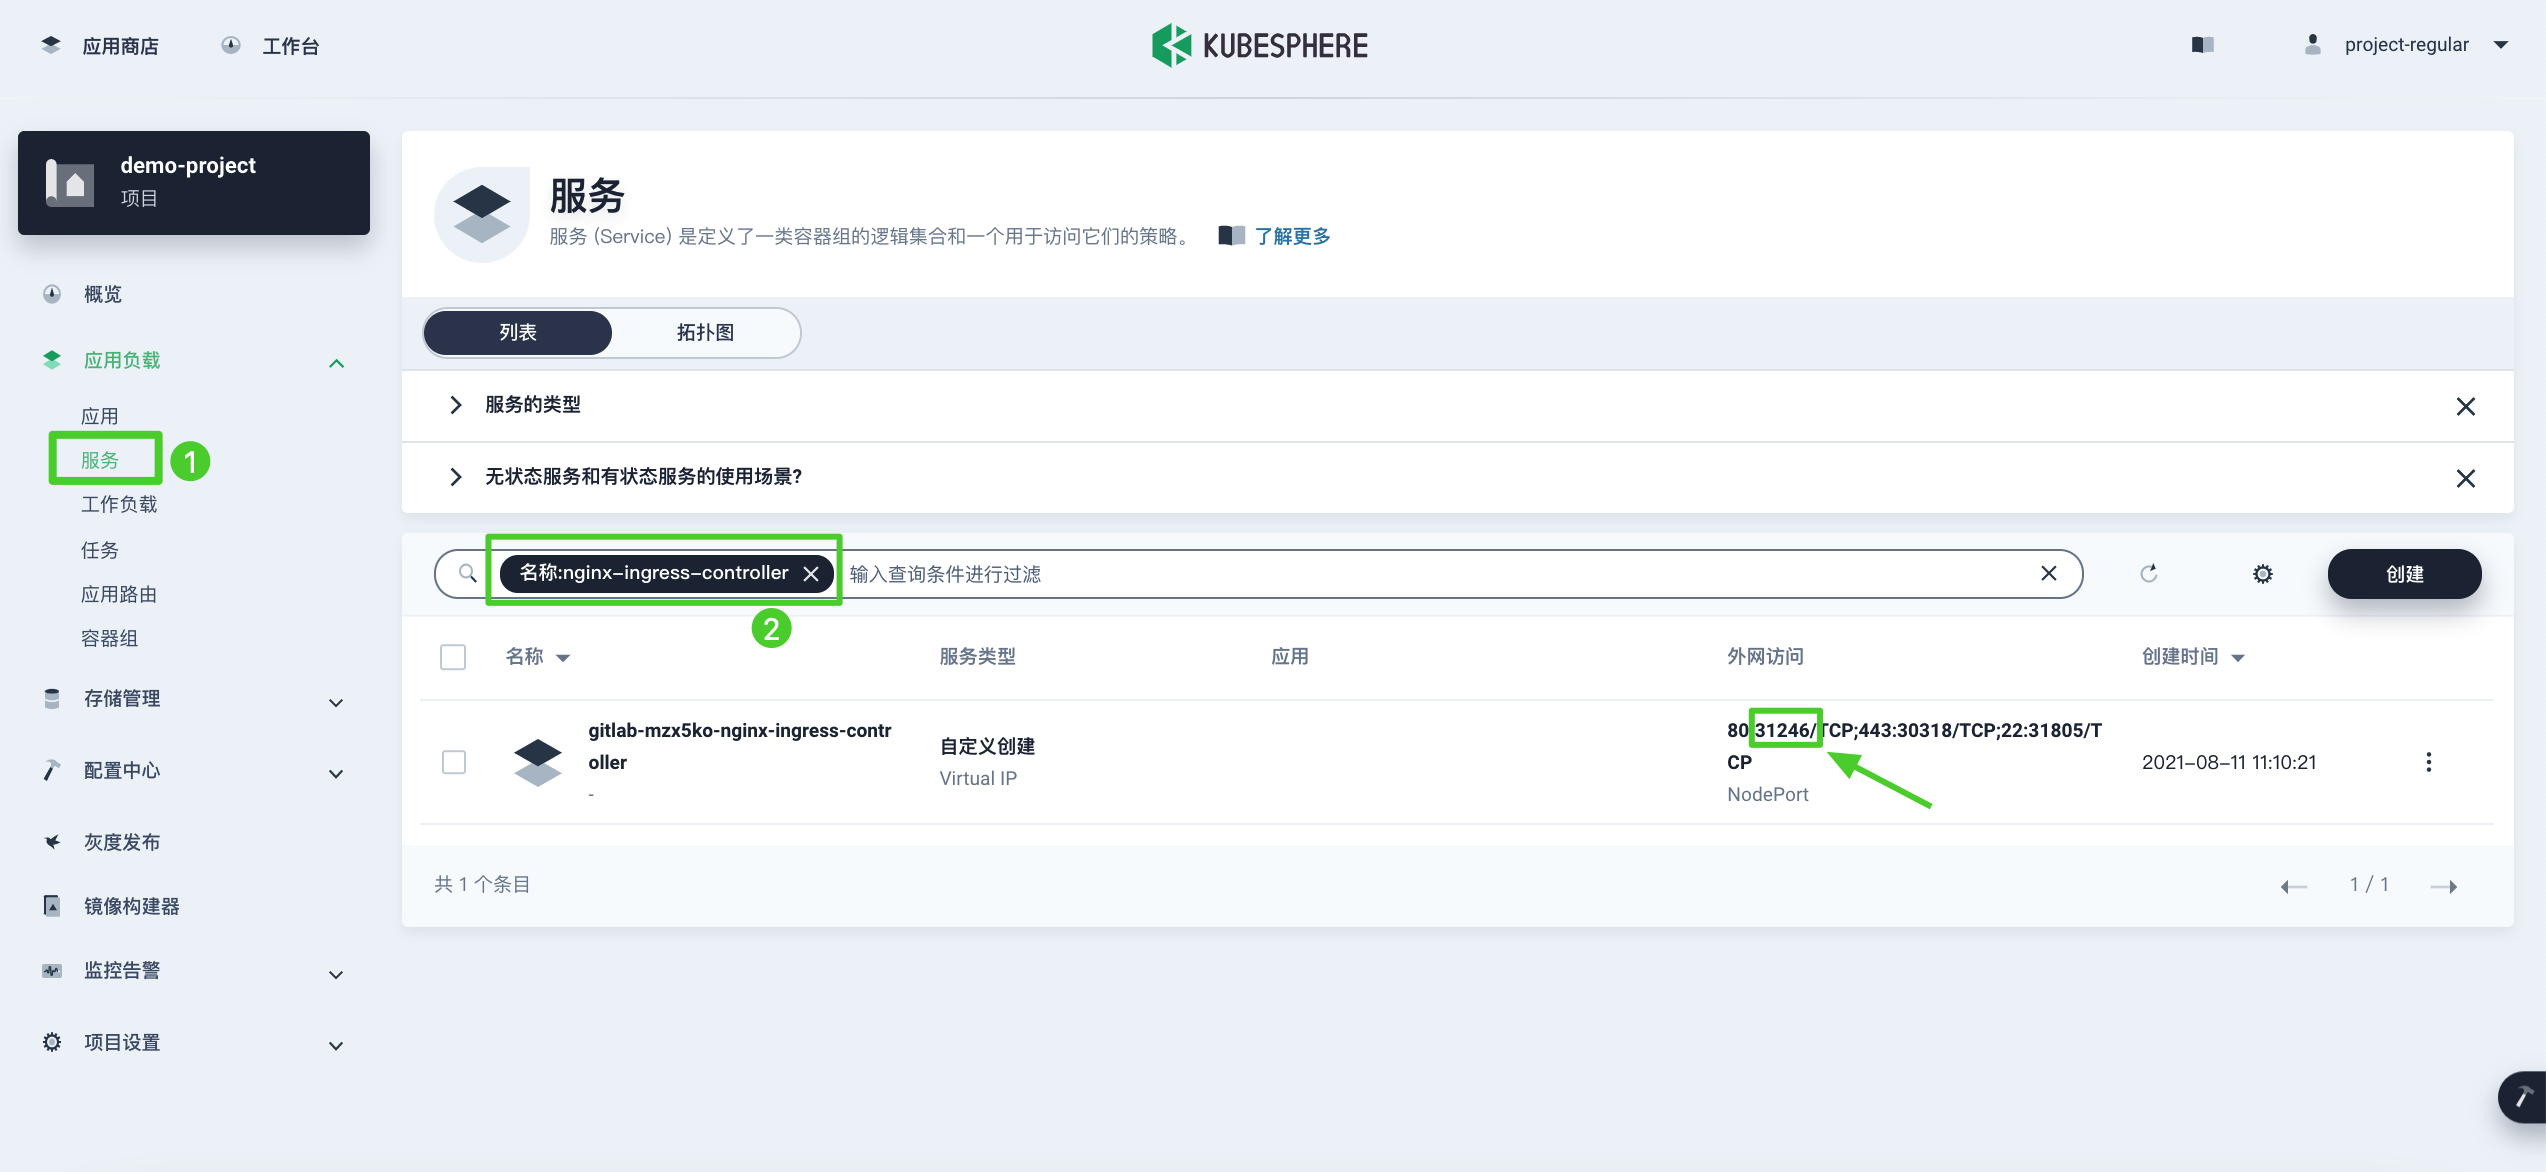 应用商店
工作台
KUBESPHERE
project-regular
demo-project
项目
概览
应用负载
应用
服务
1
工作负载
任务
应用路由
容器组
存储管理
配置中心
灰度发布
镜像构建器
监控告警
项目设置
服务
服务 (Service) 是定义了一类容器组的逻辑集合和一个用于访问它们的策略。
了解更多
列表
拓扑图
服务的类型
无状态服务和有状态服务的使用场景?
名称:nginx-ingress-controller
输入查询条件进行过滤
2
创建
名称
服务类型
应用
外网访问
创建时间
gitlab-mzx5ko-nginx-ingress-contr
oller
-
自定义创建
Virtual IP
80:31246/TCP;443:30318/TCP;22:31805/T
CP
NodePort
2021-08-11 11:10:21
共 1 个条目
1 / 1